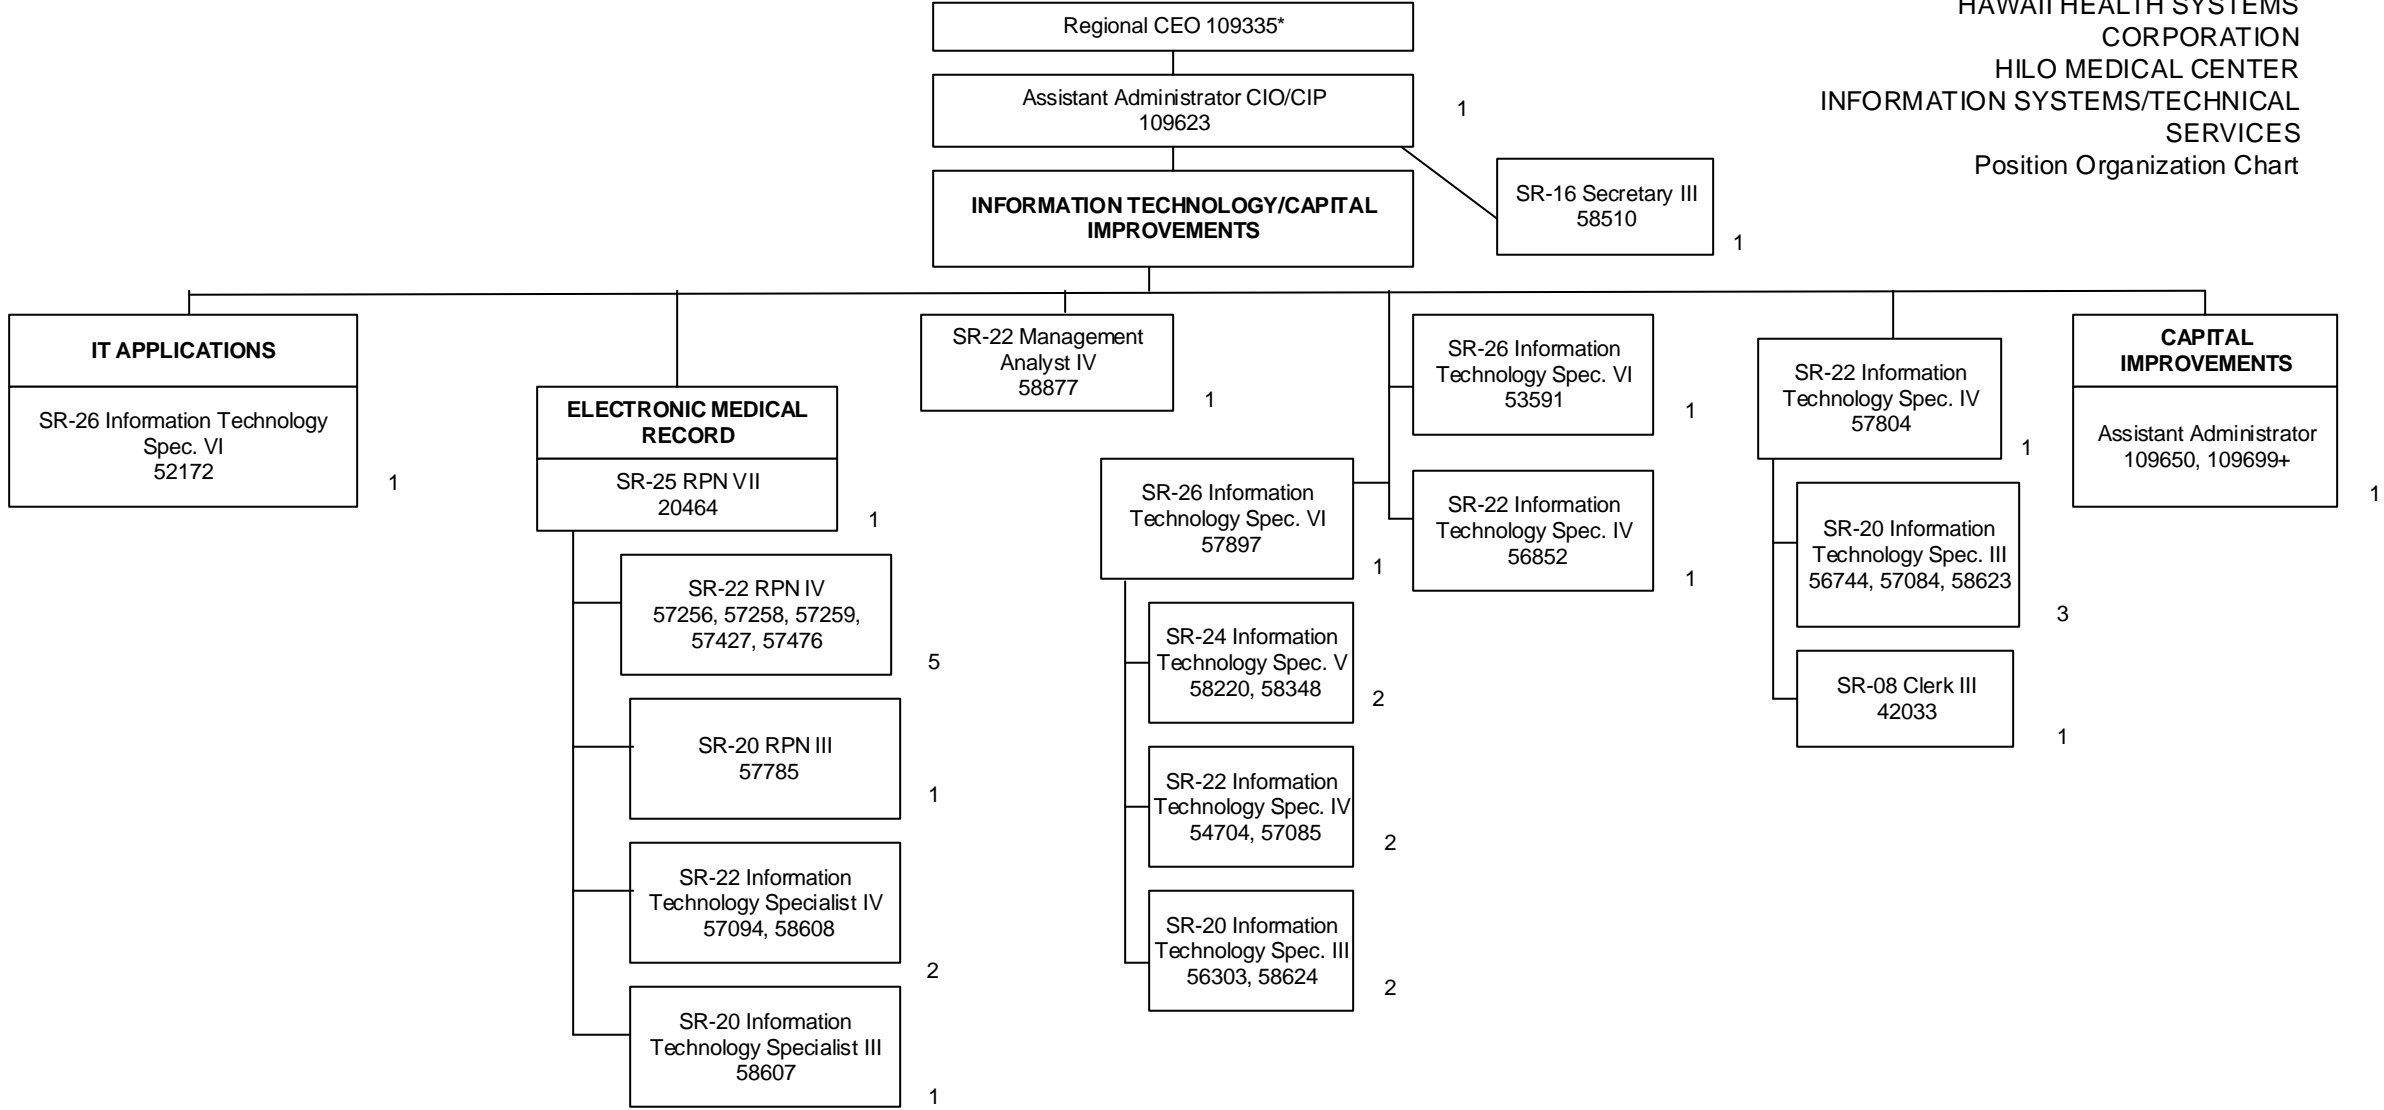 HAWAII HEALTH SYSTEMS
CORPORATION
HILO MEDICAL CENTER
INFORMATION SYSTEMS/TECHNICAL
SERVICES
Position Organization Chart
Regional CEO 109335*
Assistant Administrator CIO/CIP
109623
1
INFORMATION TECHNOLOGY/CAPITAL
IMPROVEMENTS
SR-16 Secretary III
58510
1
IT APPLICATIONS
SR-26 Information Technology
Spec. VI
52172
1
ELECTRONIC MEDICAL
RECORD
SR-25 RPN VII
20464
1
SR-22 RPN IV
57256, 57258, 57259,
57427, 57476
5
SR-20 RPN III
57785
1
SR-22 Information
Technology Specialist IV
57094, 58608
2
SR-20 Information
Technology Specialist III
58607
1
SR-22 Management
Analyst IV
58877
1
SR-26 Information
Technology Spec. VI
53591
1
SR-26 Information
Technology Spec. VI
57897
1
SR-22 Information
Technology Spec. IV
56852
1
SR-24 Information
Technology Spec. V
58220, 58348
2
SR-22 Information
Technology Spec. IV
54704, 57085
2
SR-20 Information
Technology Spec. III
56303, 58624
2
SR-22 Information
Technology Spec. IV
57804
1
SR-20 Information
Technology Spec. III
56744, 57084, 58623
3
SR-08 Clerk III
42033
1
CAPITAL
IMPROVEMENTS
Assistant Administrator
109650, 109699+
1